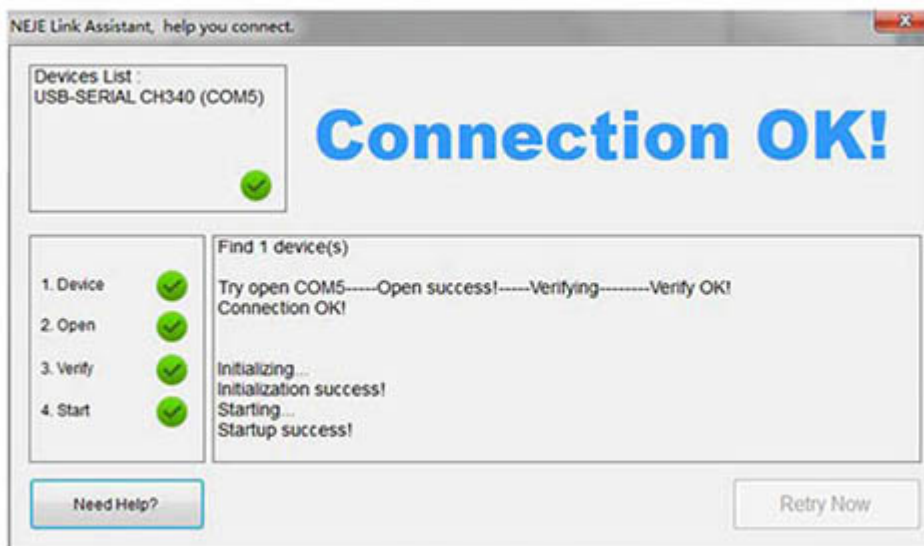 NEJE Link Assistant, help you connect.
Devices List :
USB-SERIAL CH340 (COM5)
Connection OK!
1. Device
2. Open
3. Verify
4. Start
Find 1 device(s)
Try open COM5-----Open success!-----Verifying--------Verify OK!
Connection OK!
Initializing...
Initialization success!
Starting...
Startup success!
Need Help?
Retry Now